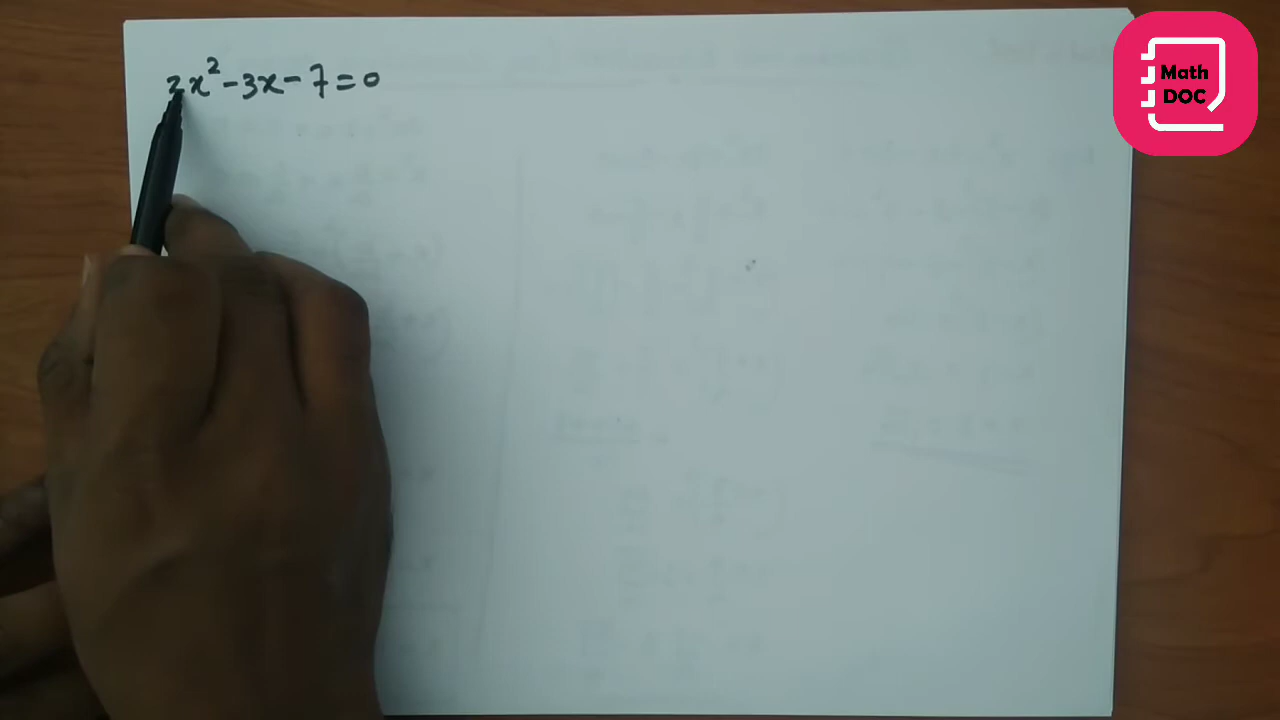 2x² - 3x - 7 = 0
Math
DOC